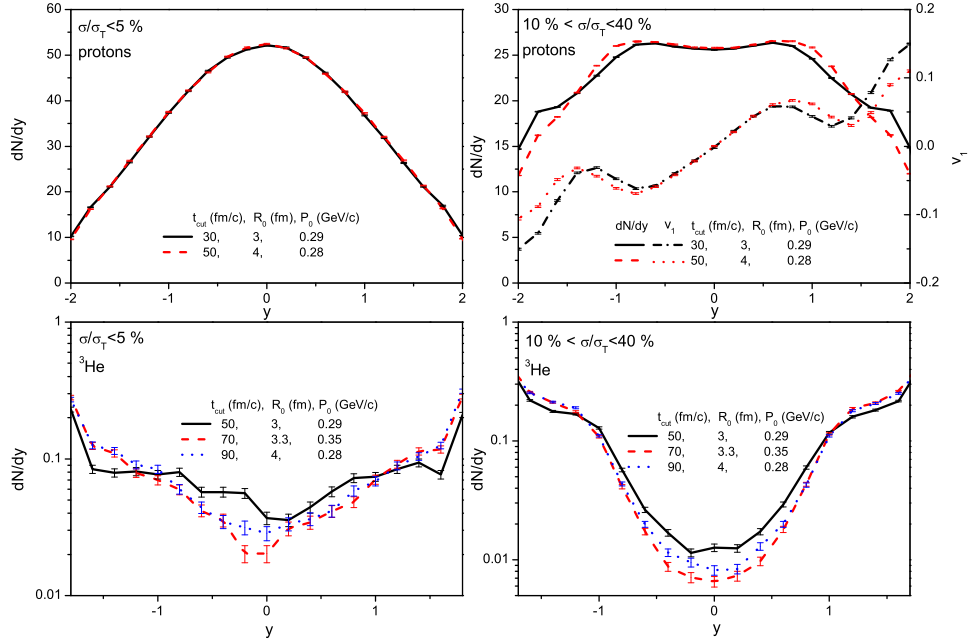 σ/σT<5 %
protons
dN/dy
60
50
40
30
20
10
0
tcut (fm/c), R0 (fm), P0 (GeV/c)
30, 3, 0.29
50, 4, 0.28
-2 -1 0 1 2
y
10 % < σ/σT<40 %
protons
dN/dy
30
25
20
15
10
5
0
0.2
0.1
0.0
-0.1
-0.2
v1
dN/dy v1 tcut (fm/c), R0 (fm), P0 (GeV/c)
30, 3, 0.29
50, 4, 0.28
-2 -1 0 1 2
y
σ/σT<5 %
3He
dN/dy
1
0.1
0.01
tcut (fm/c), R0 (fm), P0 (GeV/c)
50, 3, 0.29
70, 3.3, 0.35
90, 4, 0.28
-1 0 1
y
10 % < σ/σT<40 %
3He
dN/dy
1
0.1
0.01
tcut (fm/c), R0 (fm), P0 (GeV/c)
50, 3, 0.29
70, 3.3, 0.35
90, 4, 0.28
-1 0 1
y